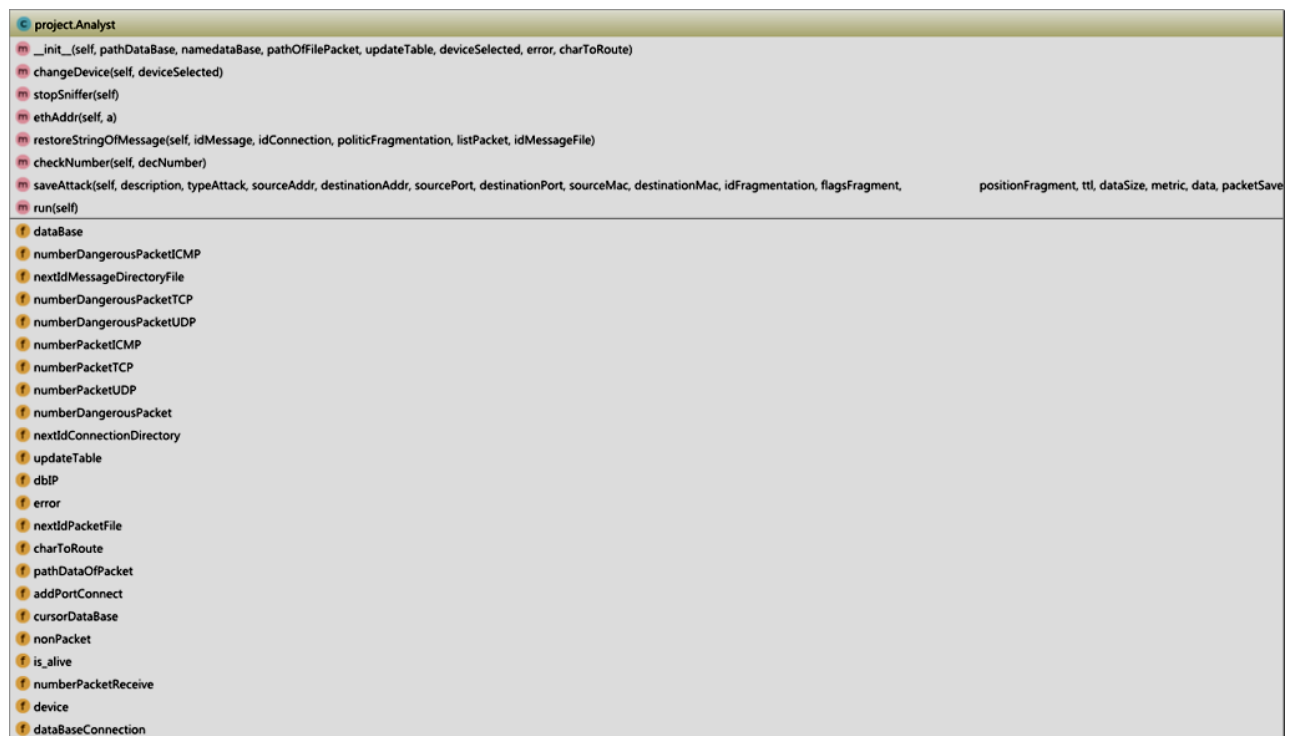 project.Analyst
__init__(self, pathDataBase, namedataBase, pathOfFilePacket, updateTable, deviceSelected, error, charToRoute)
changeDevice(self, deviceSelected)
stopSniffer(self)
ethAddr(self, a)
restoreStringOfMessage(self, idMessage, idConnection, politicFragmentation, listPacket, idMessageFile)
checkNumber(self, decNumber)
saveAttack(self, description, typeAttack, sourceAddr, destinationAddr, sourcePort, destinationPort, sourceMac, destinationMac, idFragmentation, flagsFragment, positionFragment, ttl, dataSize, metric, data, packetSave
run(self)
dataBase
numberDangerousPacketICMP
nextIdMessageDirectoryFile
numberDangerousPacketTCP
numberDangerousPacketUDP
numberPacketICMP
numberPacketTCP
numberPacketUDP
numberDangerousPacket
nextIdConnectionDirectory
updateTable
dbIP
error
nextIdPacketFile
charToRoute
pathDataOfPacket
addPortConnect
cursorDataBase
nonPacket
is_alive
numberPacketReceive
device
dataBaseConnection